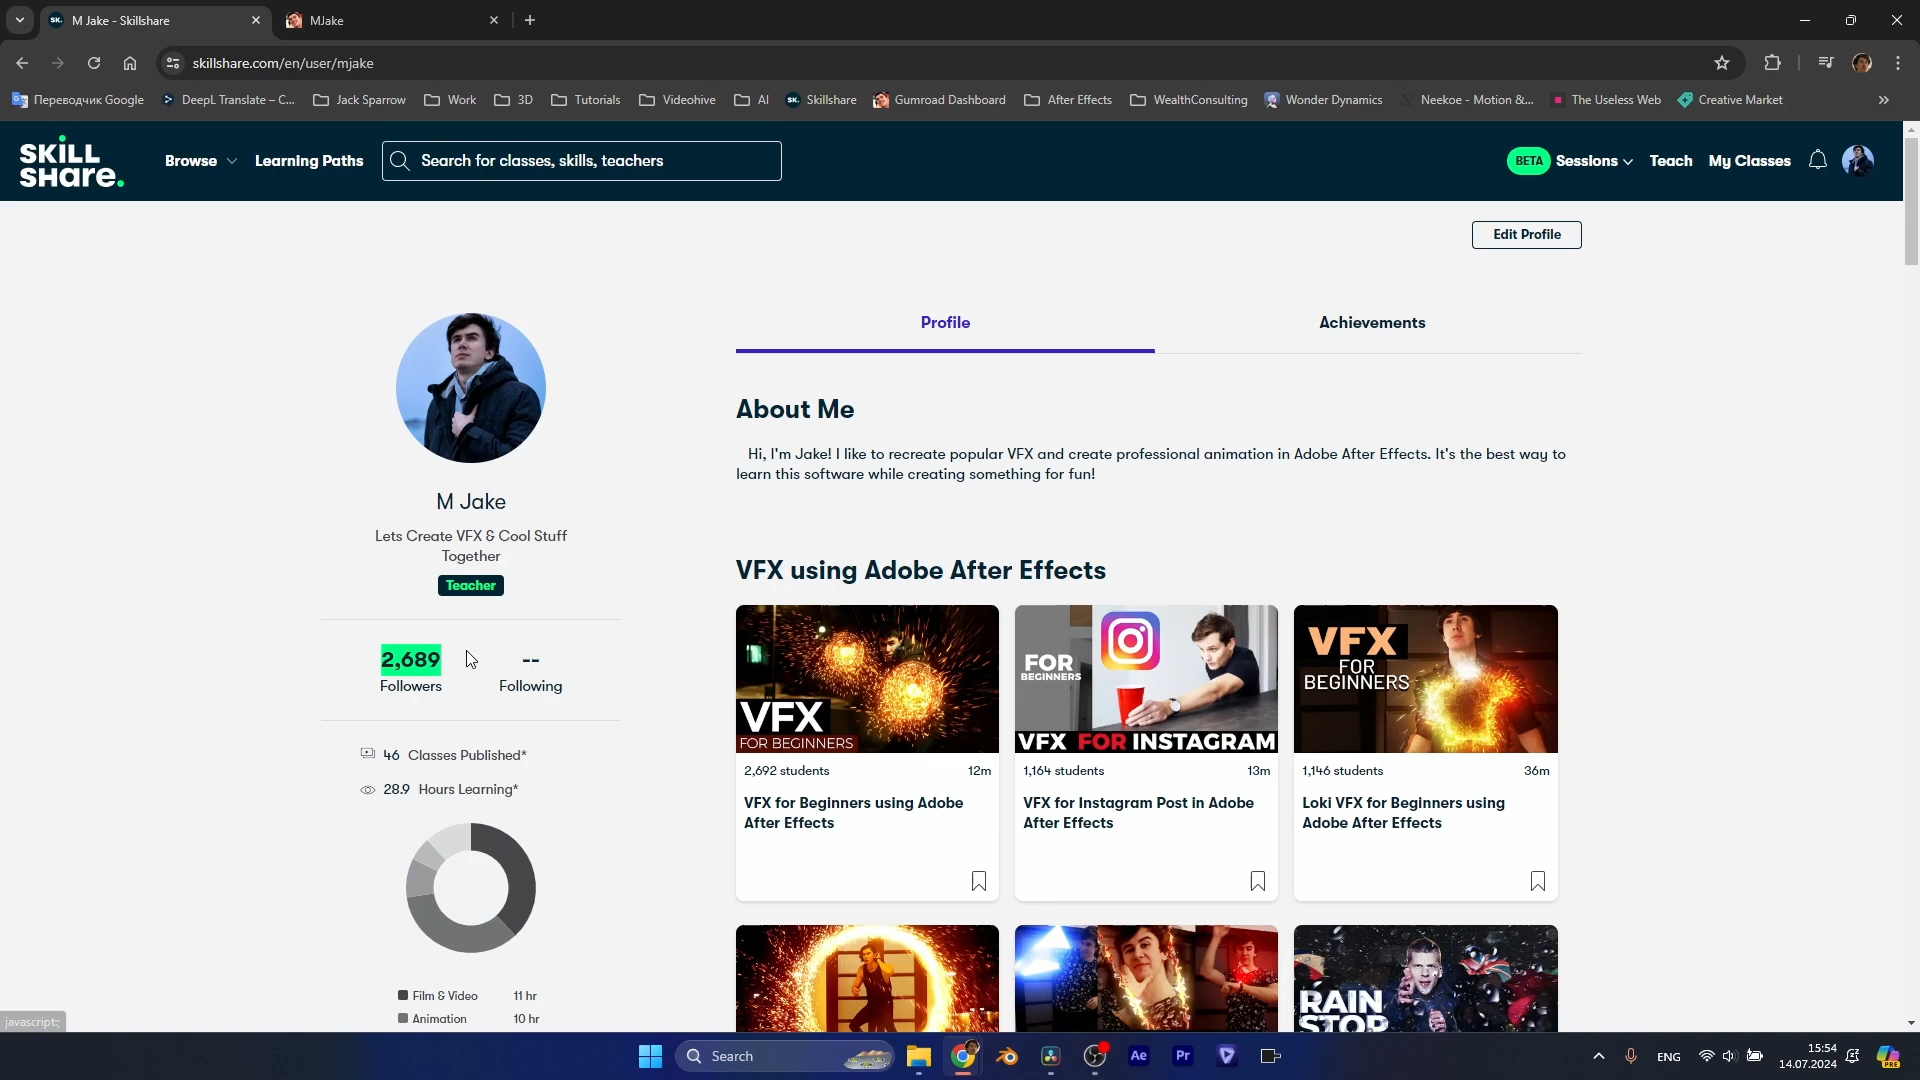 M Jake - Skillshare
MJake
skillshare.com/en/user/mjake
Переводчик Google
DeepL Translate – C...
Jack Sparrow
Work
3D
Tutorials
Videohive
AI
SK. Skillshare
Gumroad Dashboard
After Effects
WealthConsulting
Wonder Dynamics
Neekoe - Motion &...
The Useless Web
Creative Market
SKILL
SHare.
Browse
Learning Paths
Search for classes, skills, teachers
BETA
Sessions
Teach
My Classes
Edit Profile
Profile
Achievements
About Me
Hi, I'm Jake! I like to recreate popular VFX and create professional animation in Adobe After Effects. It's the best way to
learn this software while creating something for fun!
M Jake
Lets Create VFX & Cool Stuff
Together
Teacher
2,689
Followers
--
Following
46 Classes Published*
28.9 Hours Learning*
Film & Video 11 hr
Animation 10 hr
VFX using Adobe After Effects
VFX
FOR BEGINNERS
2,692 students 12m
VFX for Beginners using Adobe
After Effects
FOR
BEGINNERS
VFX FOR INSTAGRAM
1,164 students 13m
VFX for Instagram Post in Adobe
After Effects
VFX
FOR
BEGINNERS
1,146 students 36m
Loki VFX for Beginners using
Adobe After Effects
RAIN
STOP
javascript:;
Search
Ae
Pr
ENG
15:54
14.07.2024
PRE